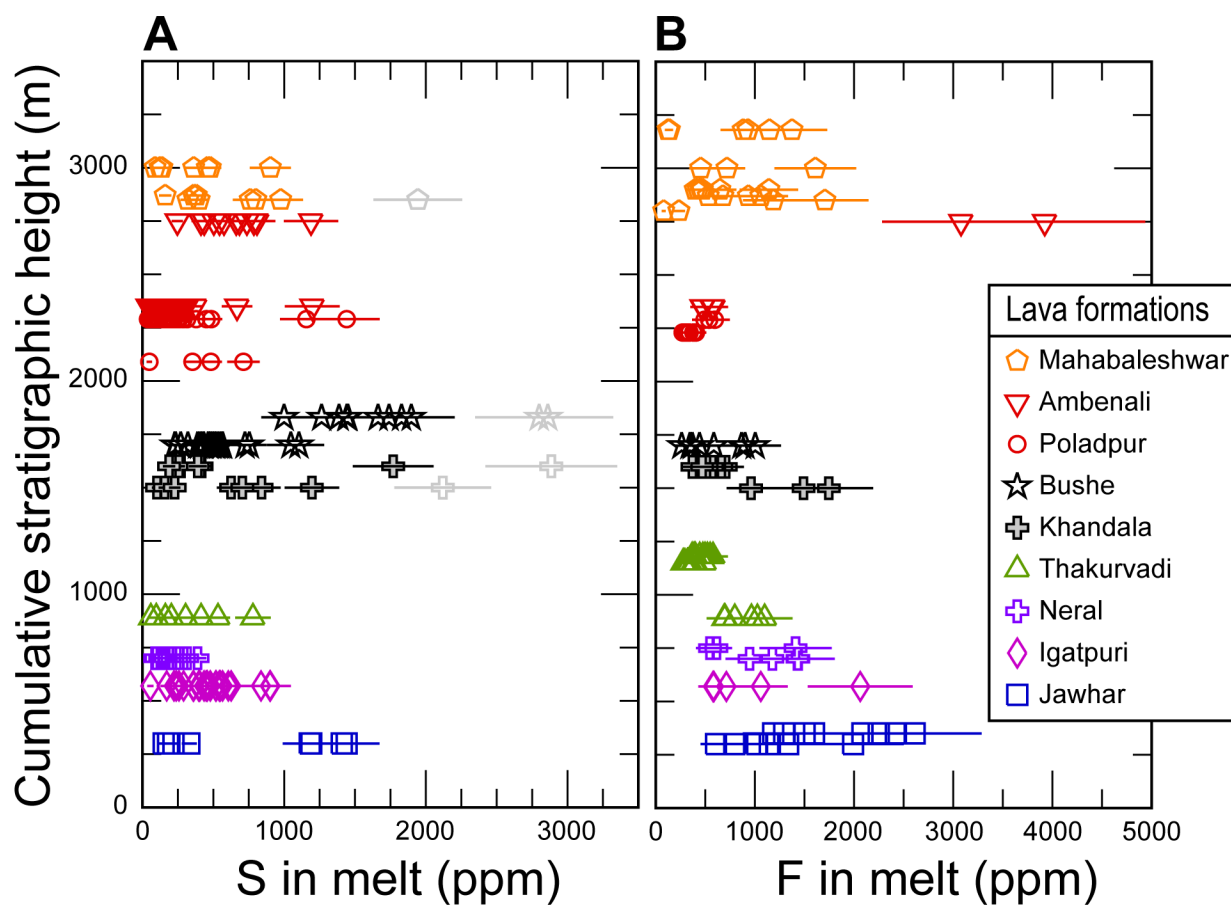 A
B
Cumulative stratigraphic height (m)
3000
2000
1000
0
0 1000 2000 3000
S in melt (ppm)
0 1000 2000 3000 4000 5000
F in melt (ppm)
Lava formations
Mahabaleshwar
Ambenali
Poladpur
Bushe
Khandala
Thakurvadi
Neral
Igatpuri
Jawhar